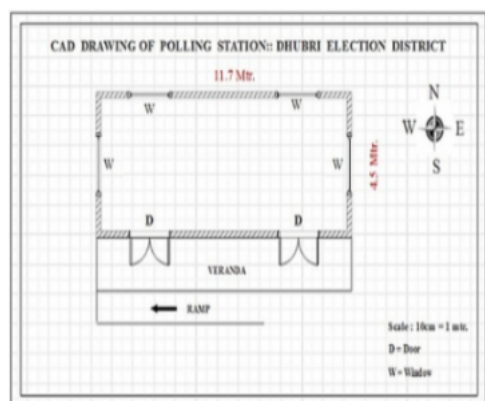 CAD DRAWING OF POLLING STATION:: DHUBRI ELECTION DISTRICT
11.7 Mtr.
W
W
N
W
E
S
W
W
4.5 Mtr.
D
D
VERANDA
RAMP
Scale : 10cm = 1 mtr.
D = Door
W = Window